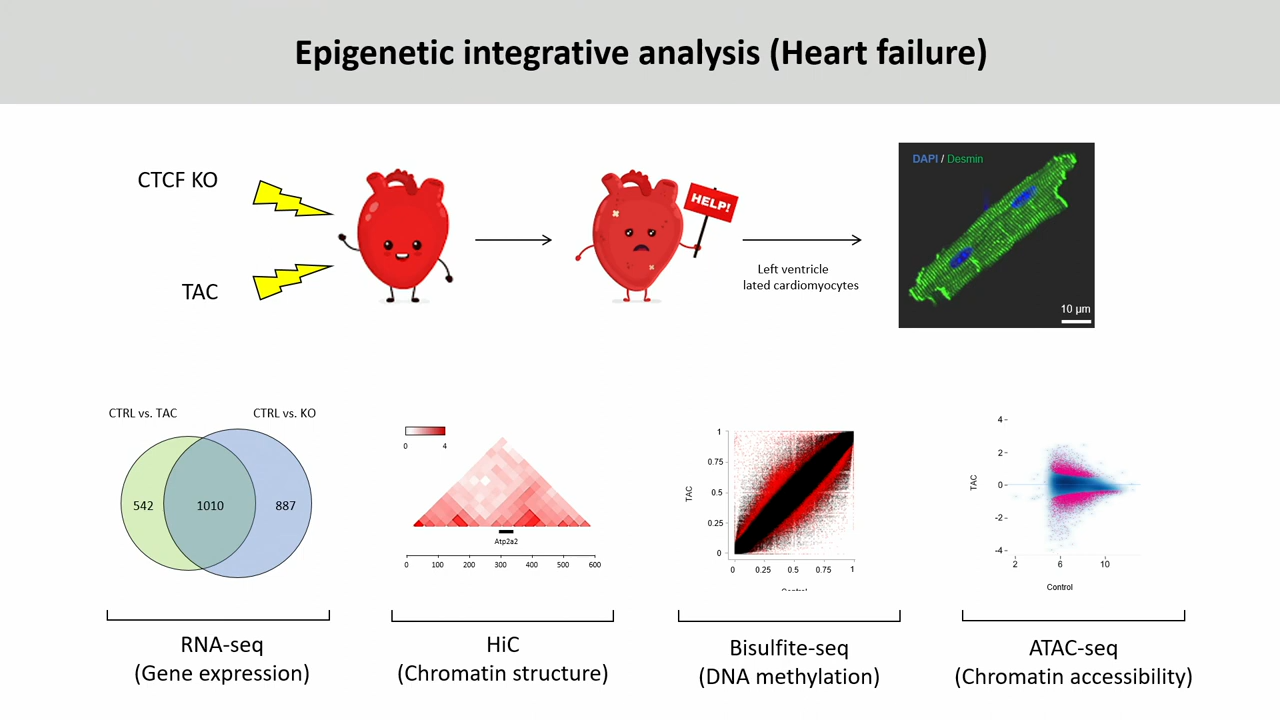 Epigenetic integrative analysis (Heart failure)
CTCF KO
TAC
HELP!
Left ventricle
lated cardiomyocytes
DAPI / Desmin
10 µm
CTRL vs. TAC
CTRL vs. KO
542
1010
887
0
4
Atp2a2
0 100 200 300 400 500 600
1
0.75
0.5
0.25
0
TAC
0 0.25 0.5 0.75 1
4
2
0
-2
-4
TAC
2 6 10
Control
RNA-seq
(Gene expression)
HiC
(Chromatin structure)
Bisulfite-seq
(DNA methylation)
ATAC-seq
(Chromatin accessibility)